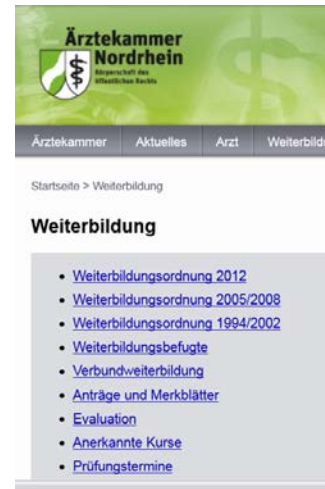 Ärztekammer
Nordrhein
Körperschaft des
öffentlichen Rechts
Ärztekammer Aktuelles Arzt Weiterbildu
Startseite > Weiterbildung
Weiterbildung
Weiterbildungsordnung 2012
Weiterbildungsordnung 2005/2008
Weiterbildungsordnung 1994/2002
Weiterbildungsbefugte
Verbundweiterbildung
Anträge und Merkblätter
Evaluation
Anerkannte Kurse
Prüfungstermine